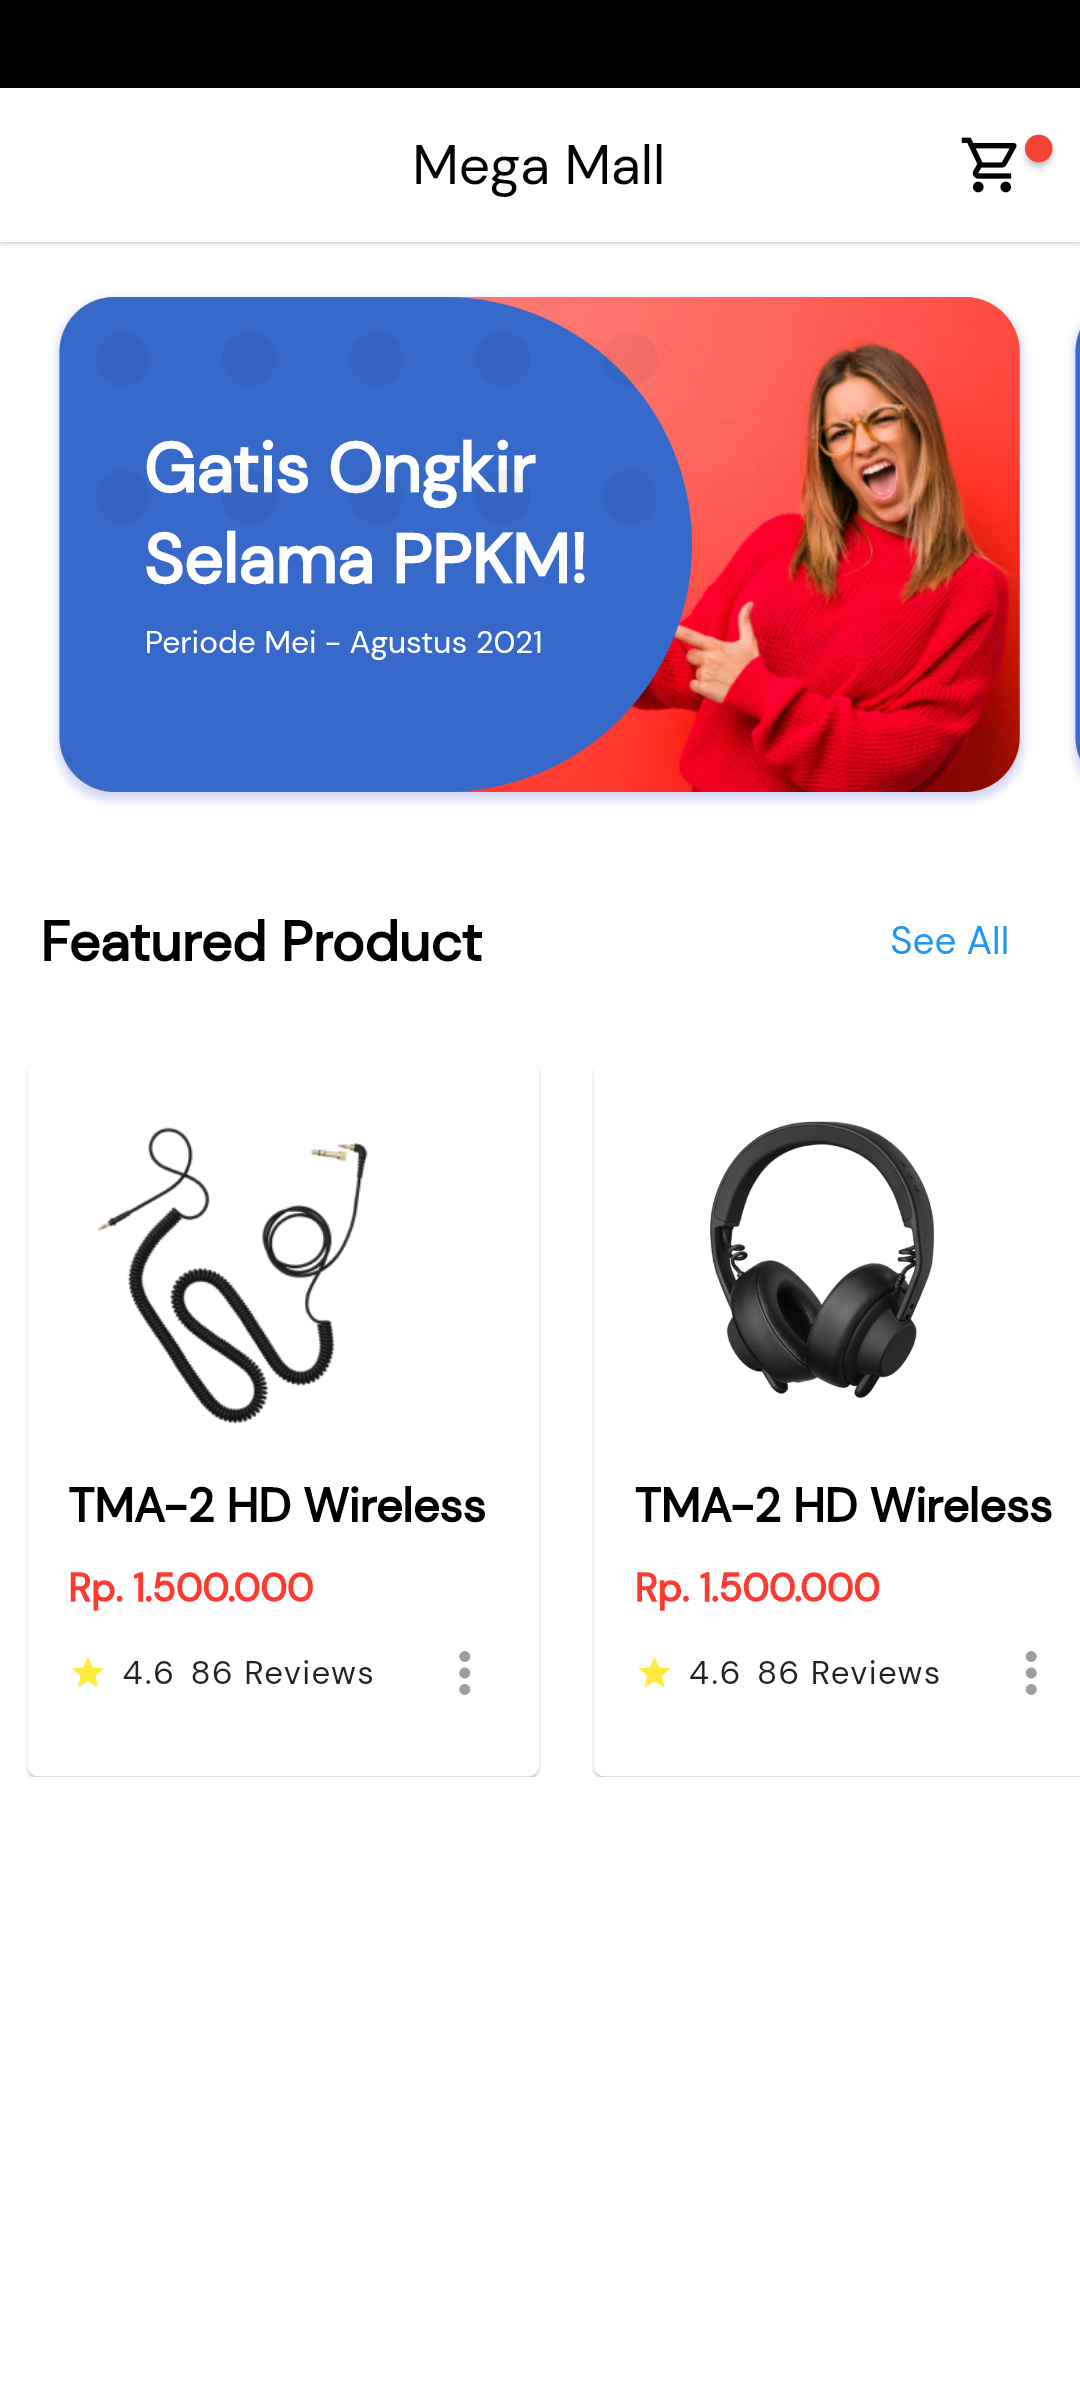 Mega Mall
Gatis Ongkir
Selama PPKM!
Periode Mei - Agustus 2021
Featured Product
See All
TMA-2 HD Wireless
Rp. 1.500.000
4.6 86 Reviews
TMA-2 HD Wireless
Rp. 1.500.000
4.6 86 Reviews